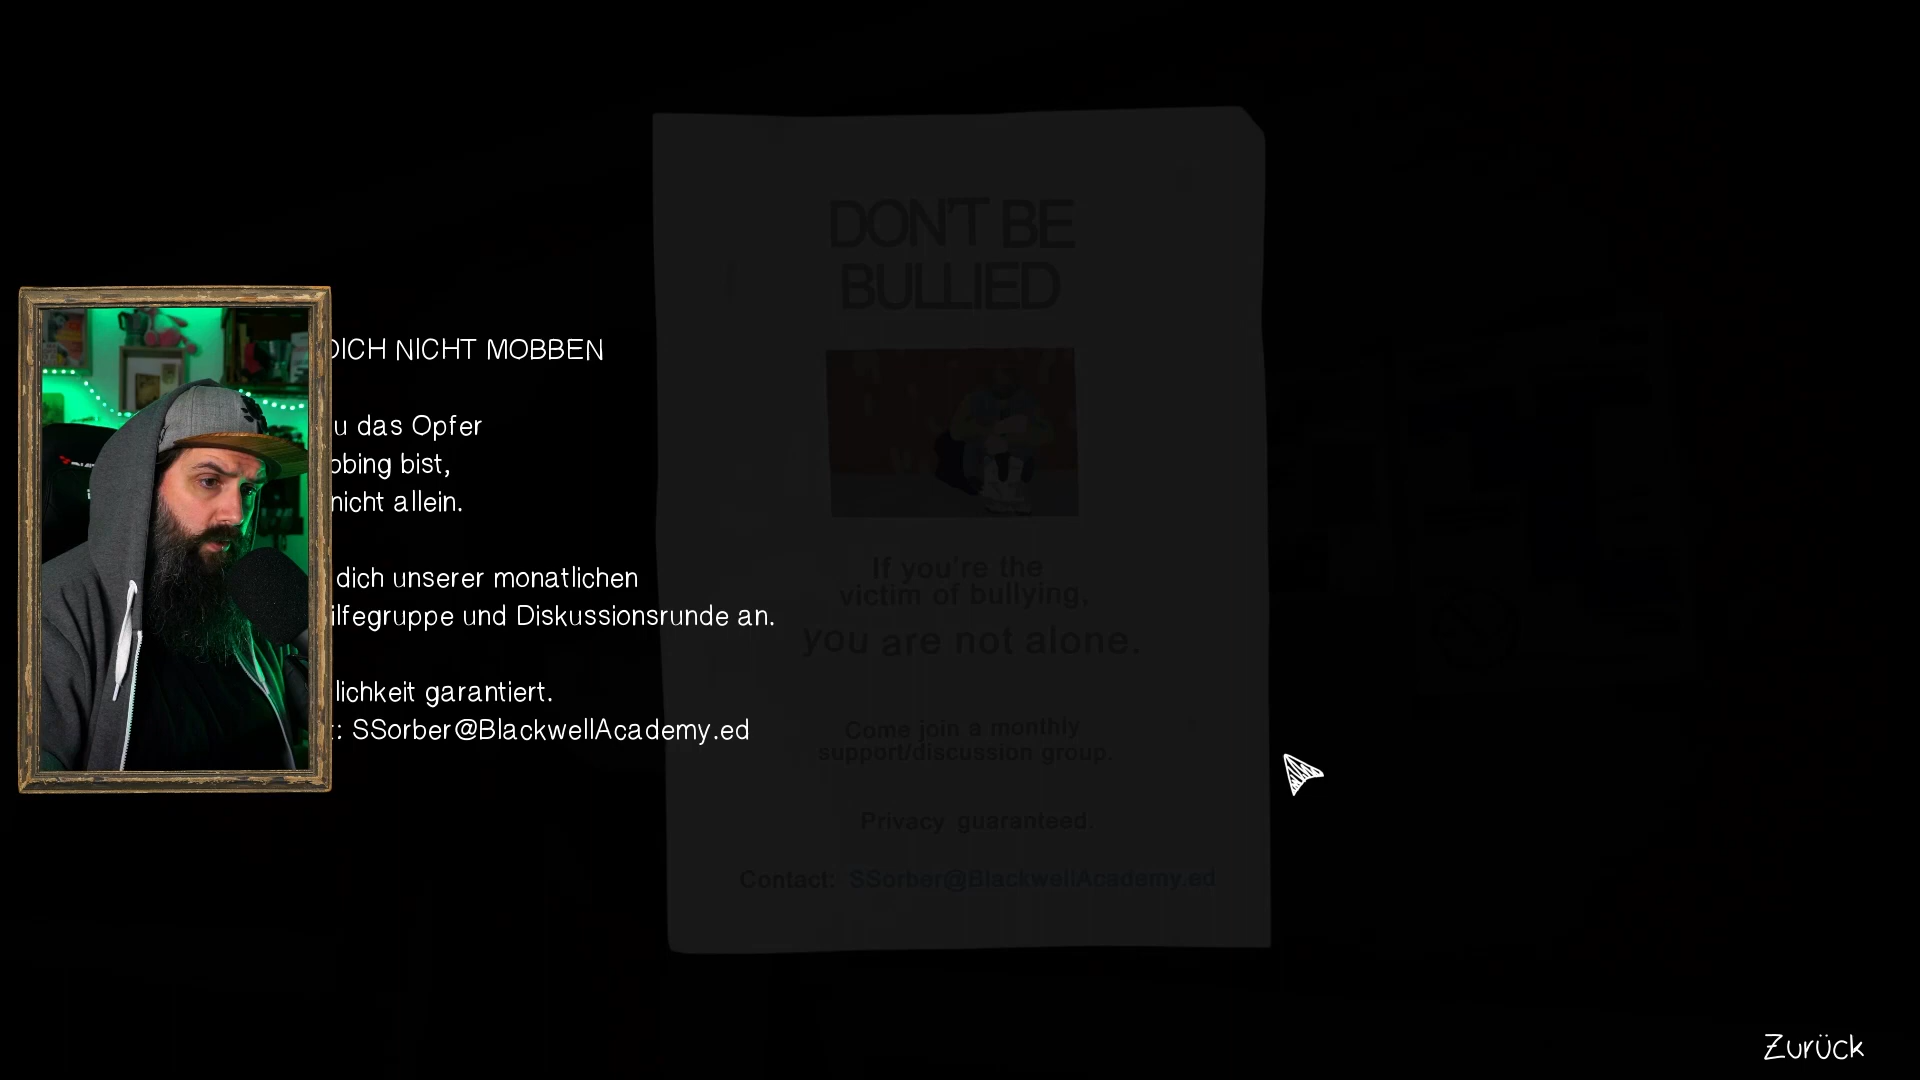 DICH NICHT MOBBEN
u das Opfer
bbing bist,
nicht allein.
dich unserer monatlichen
ilfegruppe und Diskussionsrunde an.
lichkeit garantiert.
: SSorber@BlackwellAcademy.ed
DON'T BE
BULLIED
If you're the
victim of bullying,
you are not alone.
Come join a monthly
support/discussion group.
Privacy guaranteed.
Contact: SSorber@BlackwellAcademy.ed
Zurück